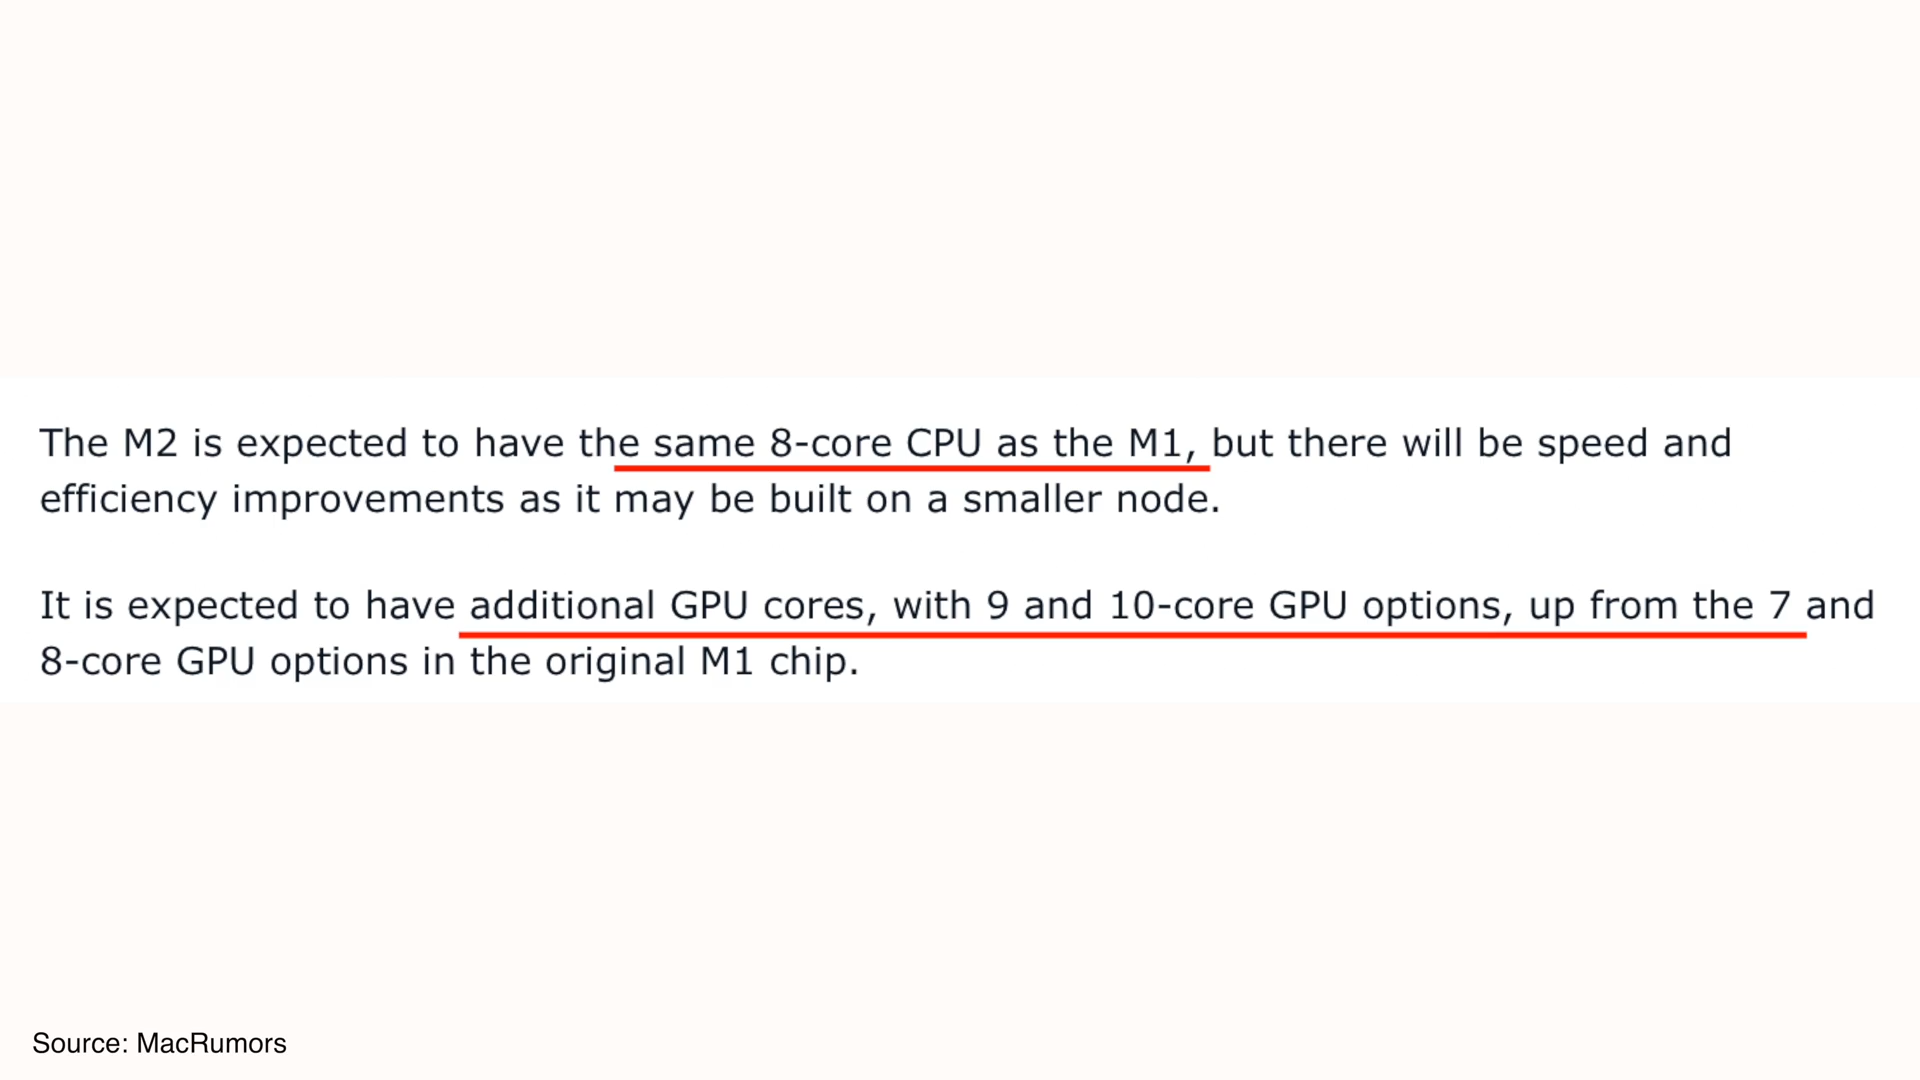 The M2 is expected to have the same 8-core CPU as the M1, but there will be speed and
efficiency improvements as it may be built on a smaller node.
It is expected to have additional GPU cores, with 9 and 10-core GPU options, up from the 7 and
8-core GPU options in the original M1 chip.
Source: MacRumors